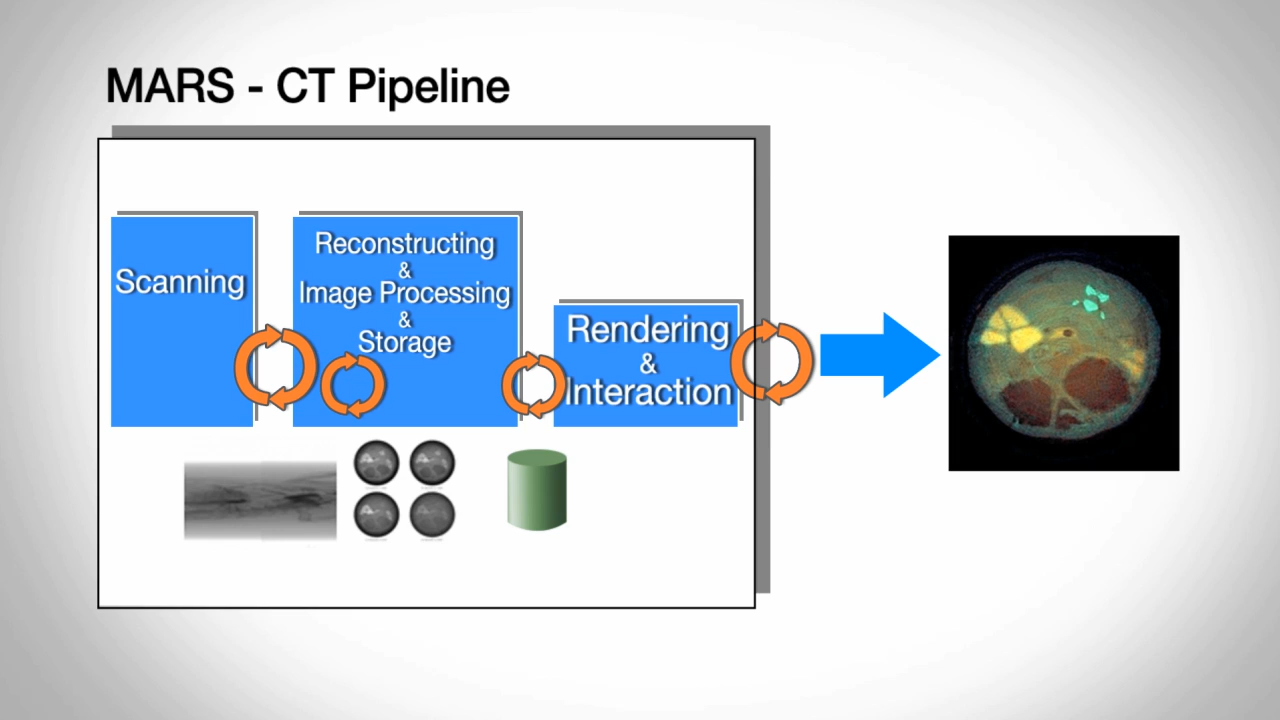 MARS - CT Pipeline
Scanning
Reconstructing
&
Image Processing
&
Storage
Rendering
&
Interaction